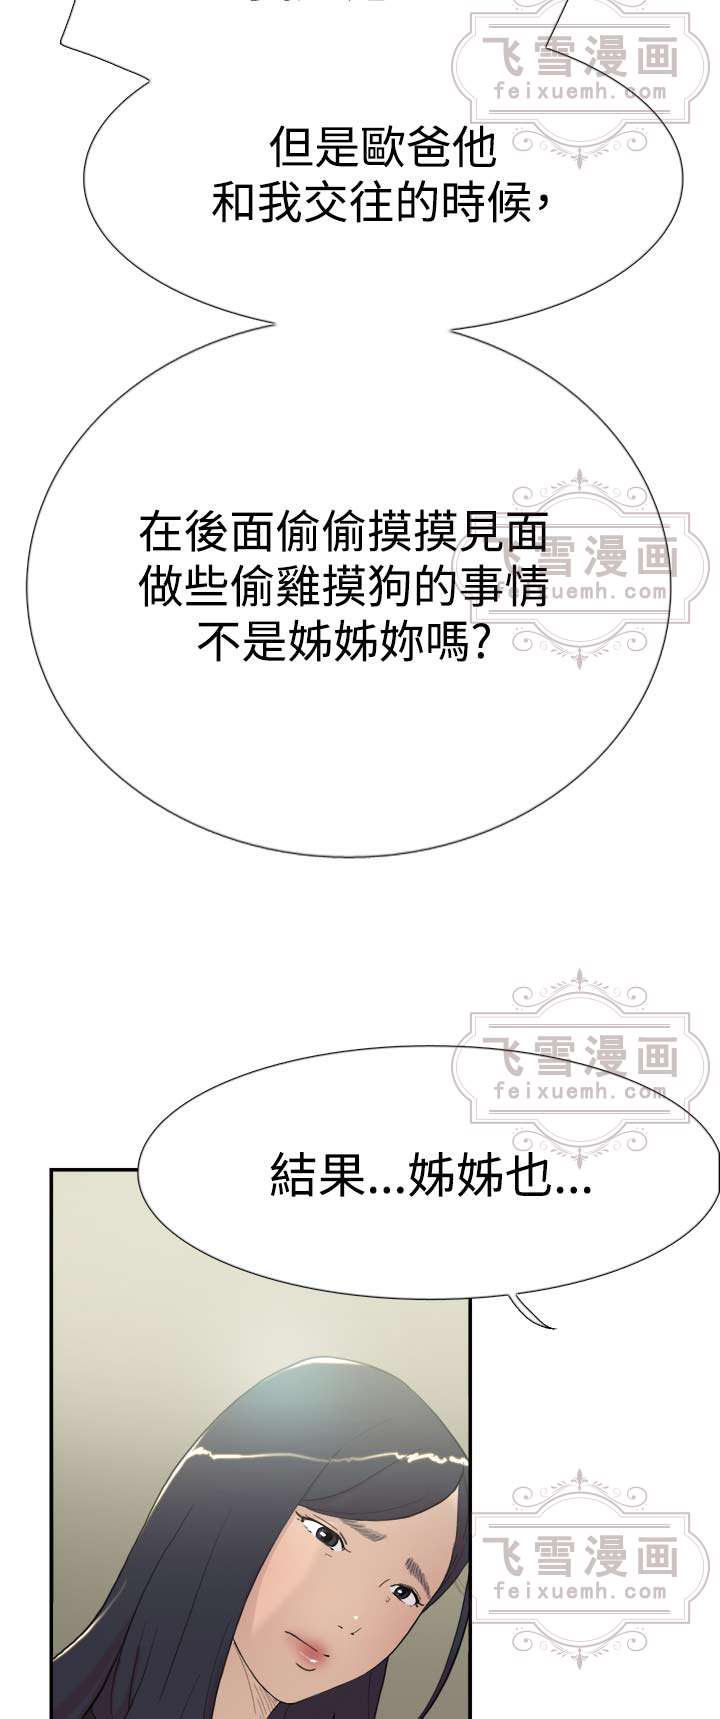 飞雪漫画
feixuemh.com
但是歐爸他
和我交往的時候，
在後面偷偷摸摸見面
做些偷雞摸狗的事情
不是姊姊妳嗎?
飞雪漫画
feixuemh.com
飞雪漫画
feixuemh.com
結果...姊姊也...
飞雪漫画
feixuemh.com